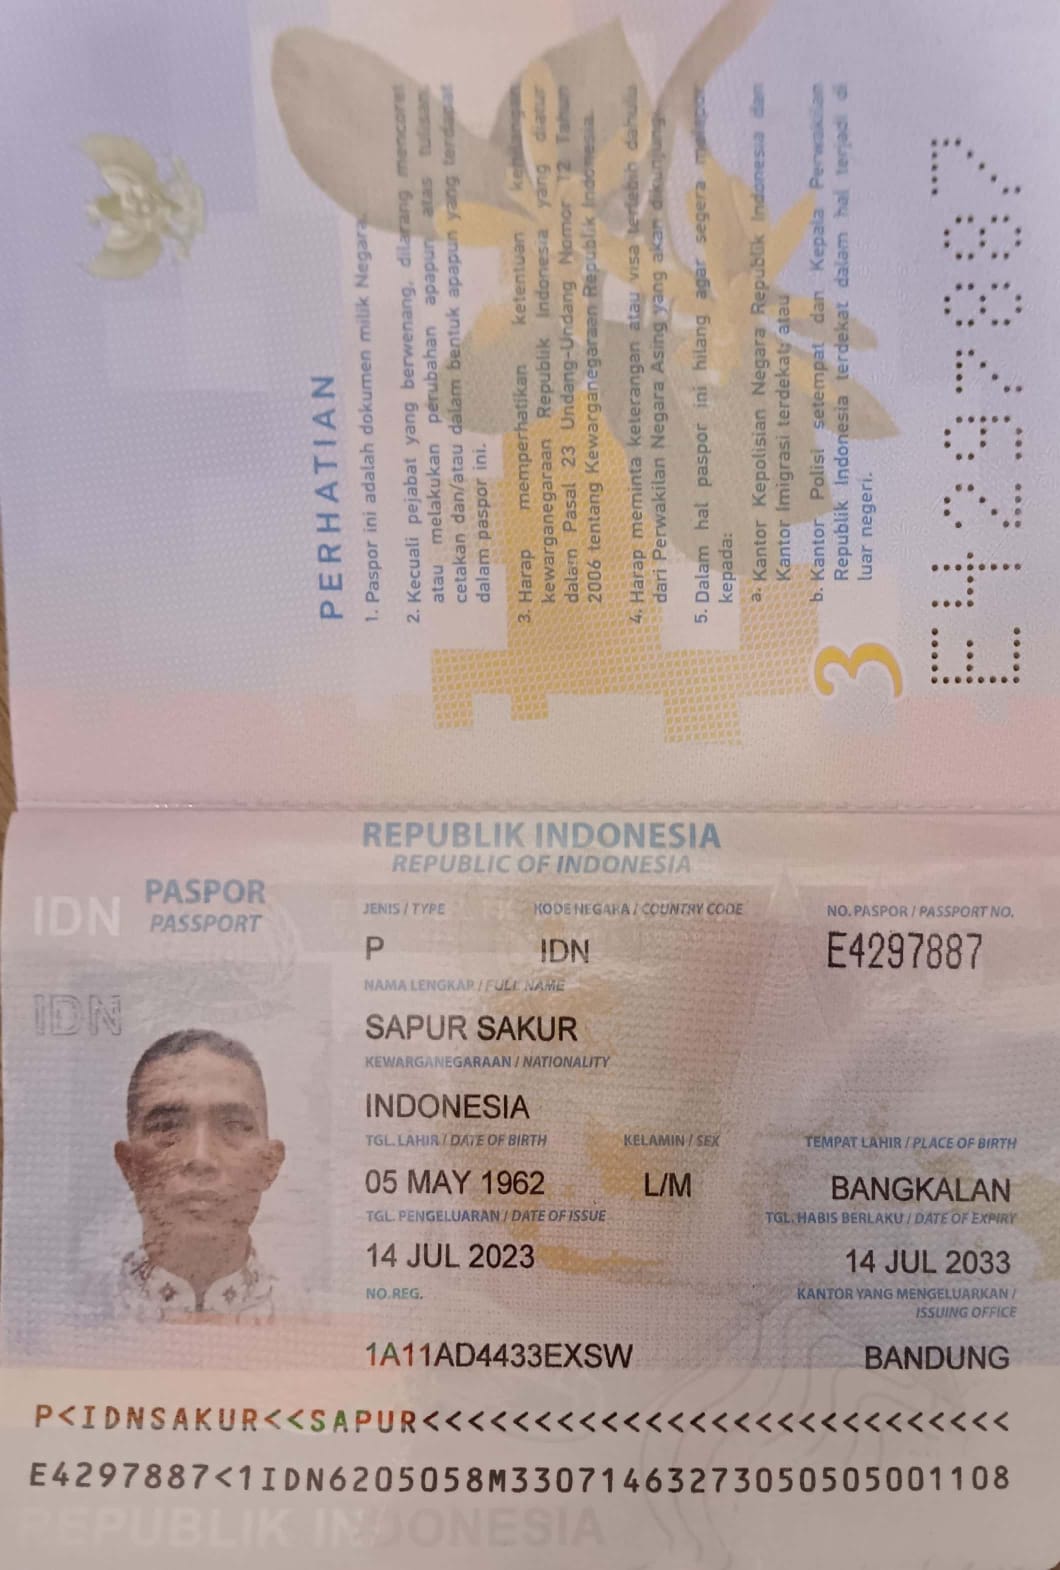 PERHATIAN
1. Paspor ini adalah dokumen milik Negara.
2. Kecuali pejabat yang berwenang, dilarang mencoret
atau melakukan perubahan apapun atas tulisan,
cetakan dan/atau dalam bentuk apapun yang terdapat
dalam paspor ini.
3. Harap memperhatikan ketentuan kehilangan
kewarganegaraan Republik Indonesia yang diatur
dalam Pasal 23 Undang-Undang Nomor 12 Tahun
2006 tentang Kewarganegaraan Republik Indonesia.
4. Harap meminta keterangan atau visa terlebih dahulu
dari Perwakilan Negara Asing yang akan dikunjungi.
5. Dalam hal paspor ini hilang agar segera melapor
kepada:
a. Kantor Kepolisian Negara Republik Indonesia dan
Kantor Imigrasi terdekat; atau
b. Kantor Polisi setempat dan Kepala Perwakilan
Republik Indonesia terdekat dalam hal terjadi di
luar negeri.
3
E4297887
REPUBLIK INDONESIA
REPUBLIC OF INDONESIA
IDN
PASPOR
PASSPORT
IDN
JENIS / TYPE KODE NEGARA / COUNTRY CODE NO. PASPOR / PASSPORT NO.
P IDN E4297887
NAMA LENGKAP / FULL NAME
SAPUR SAKUR
KEWARGANEGARAAN / NATIONALITY
INDONESIA
TGL. LAHIR / DATE OF BIRTH KELAMIN / SEX TEMPAT LAHIR / PLACE OF BIRTH
05 MAY 1962 L/M BANGKALAN
TGL. PENGELUARAN / DATE OF ISSUE TGL. HABIS BERLAKU / DATE OF EXPIRY
14 JUL 2023 14 JUL 2033
NO. REG. KANTOR YANG MENGELUARKAN /
ISSUING OFFICE
1A11AD4433EXSW BANDUNG
P<IDNSAKUR<<SAPUR<<<<<<<<<<<<<<<<<<<<<<<<<<<
E4297887<1IDN6205058M3307146327305050500​1108
REPUBLIK INDONESIA